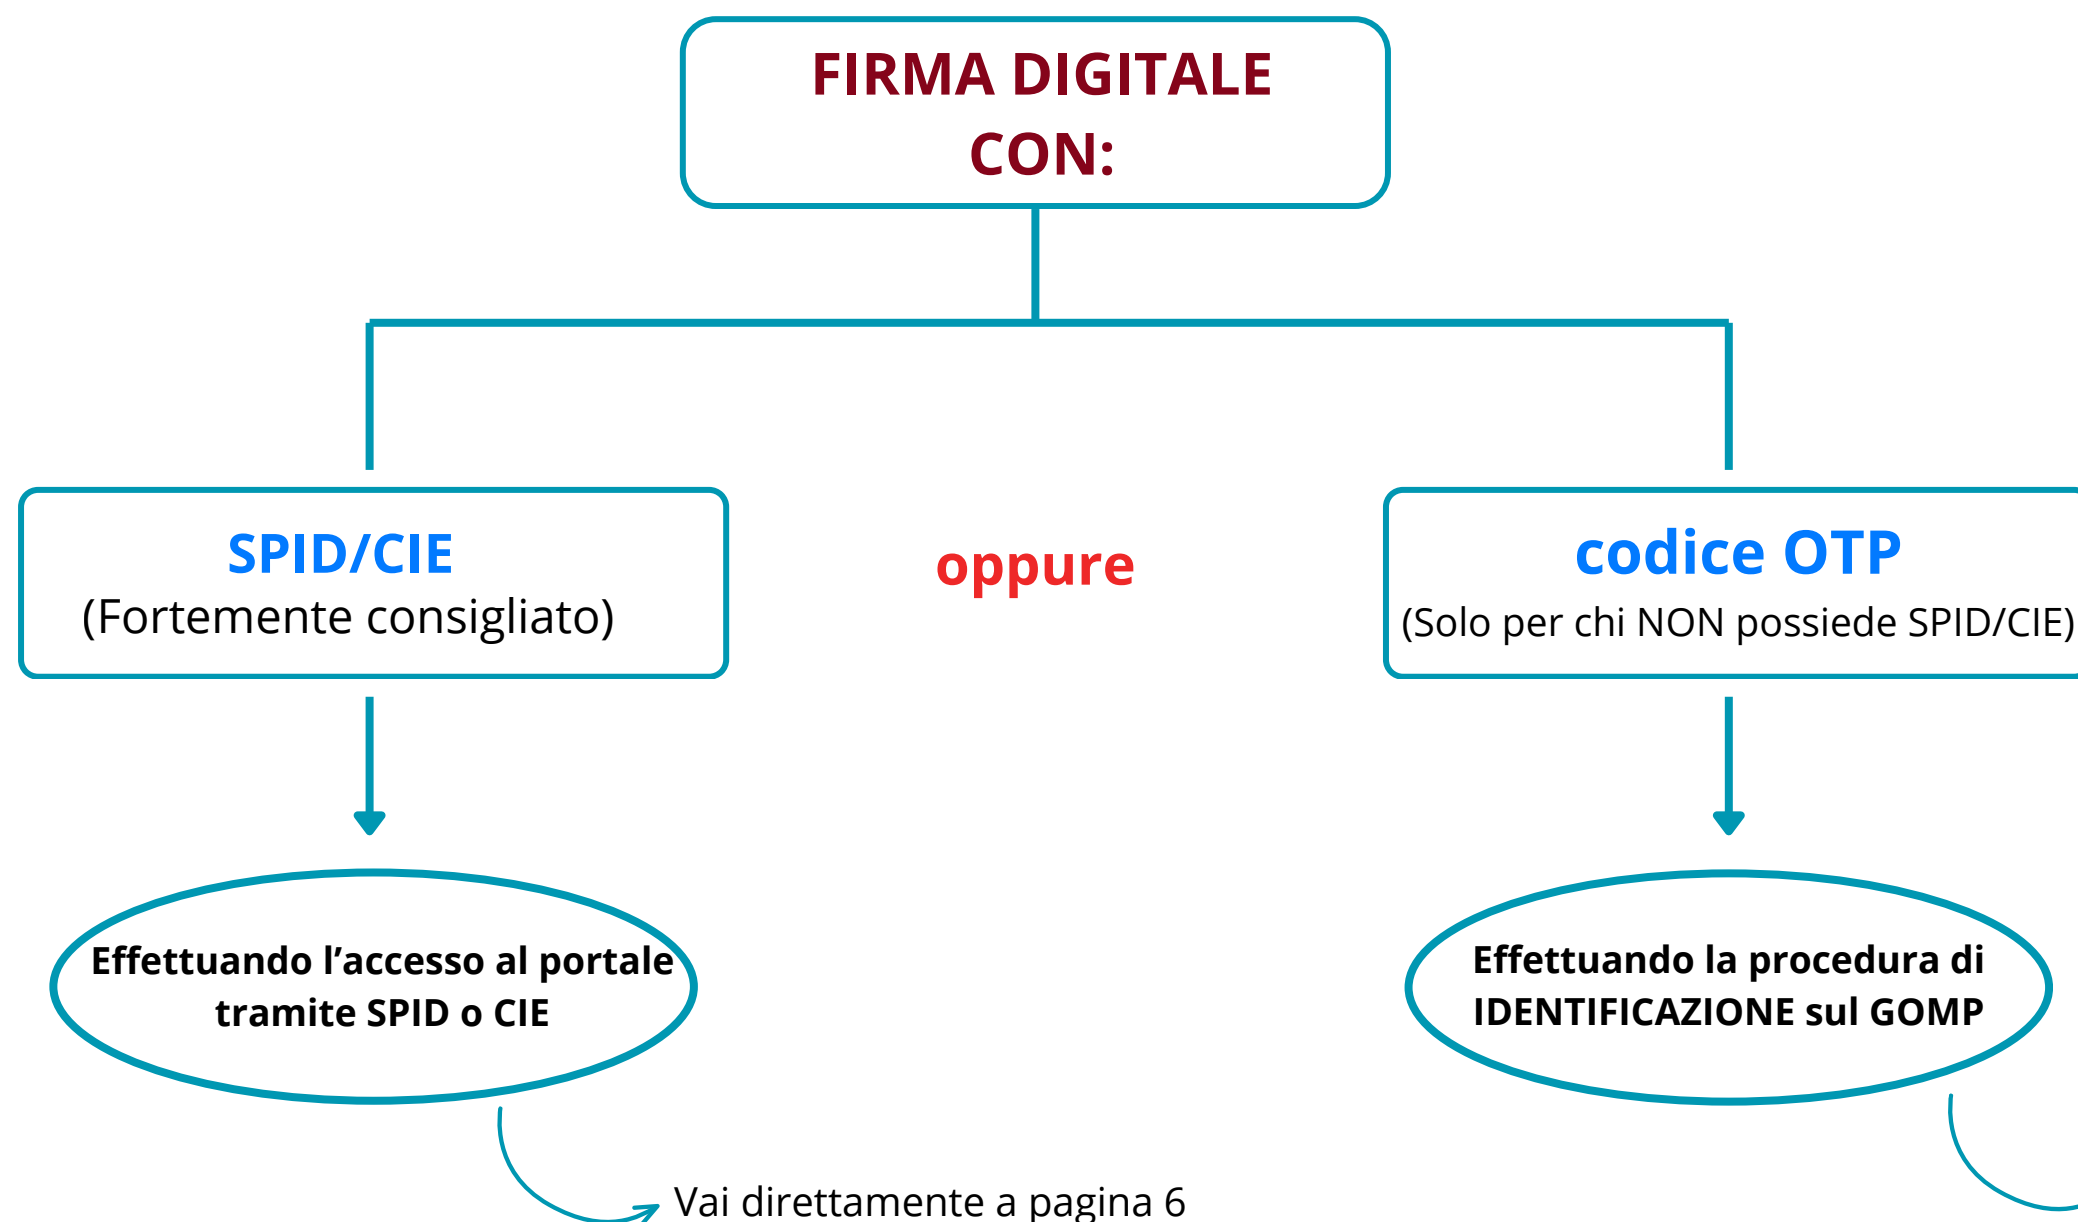 FIRMA DIGITALE
CON:
SPID/CIE
(Fortemente consigliato)
oppure
codice OTP
(Solo per chi NON possiede SPID/CIE)
Effettuando l’accesso al portale
tramite SPID o CIE
Effettuando la procedura di
IDENTIFICAZIONE sul GOMP
Vai direttamente a pagina 6